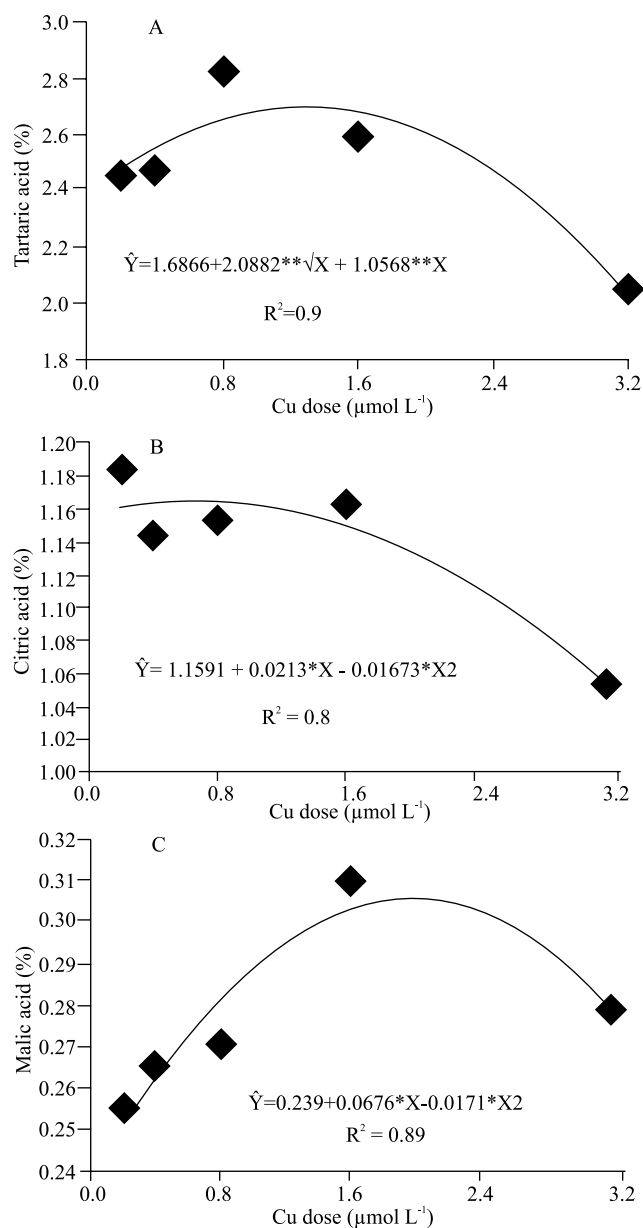 A
3.0
2.8
2.6
2.4
2.2
2.0
1.8
Tartaric acid (%)
Ŷ=1.6866+2.0882**√X + 1.0568**X
R²=0.9
0.0 0.8 1.6 2.4 3.2
Cu dose (µmol L⁻¹)
B
1.20
1.18
1.16
1.14
1.12
1.10
1.08
1.06
1.04
1.02
1.00
Citric acid (%)
Ŷ= 1.1591 + 0.0213*X - 0.01673*X2
R² = 0.8
0.0 0.8 1.6 2.4 3.2
Cu dose (µmol L⁻¹)
C
0.32
0.31
0.30
0.29
0.28
0.27
0.26
0.25
0.24
Malic acid (%)
Ŷ=0.239+0.0676*X-0.0171*X2
R² = 0.89
0.0 0.8 1.6 2.4 3.2
Cu dose (µmol L⁻¹)